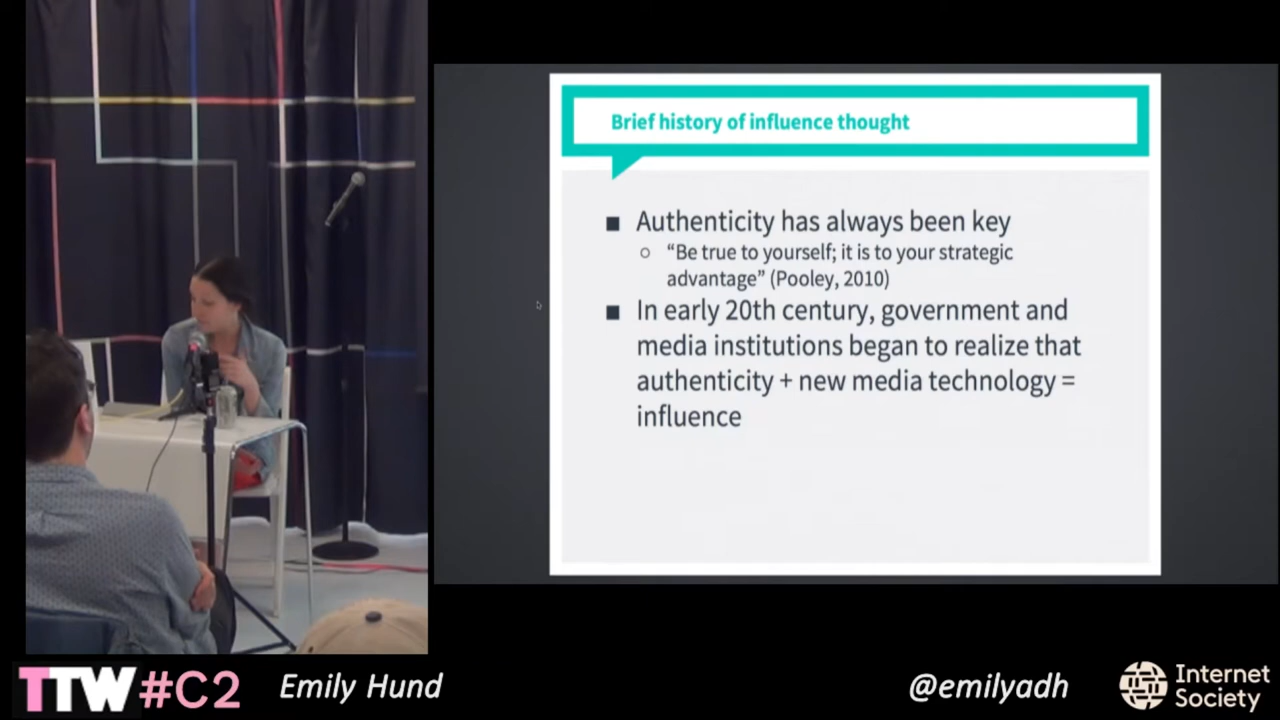 Brief history of influence thought
■ Authenticity has always been key
○ “Be true to yourself; it is to your strategic
advantage” (Pooley, 2010)
■ In early 20th century, government and
media institutions began to realize that
authenticity + new media technology =
influence
TTW #C2
Emily Hund
@emilyadh
Internet
Society